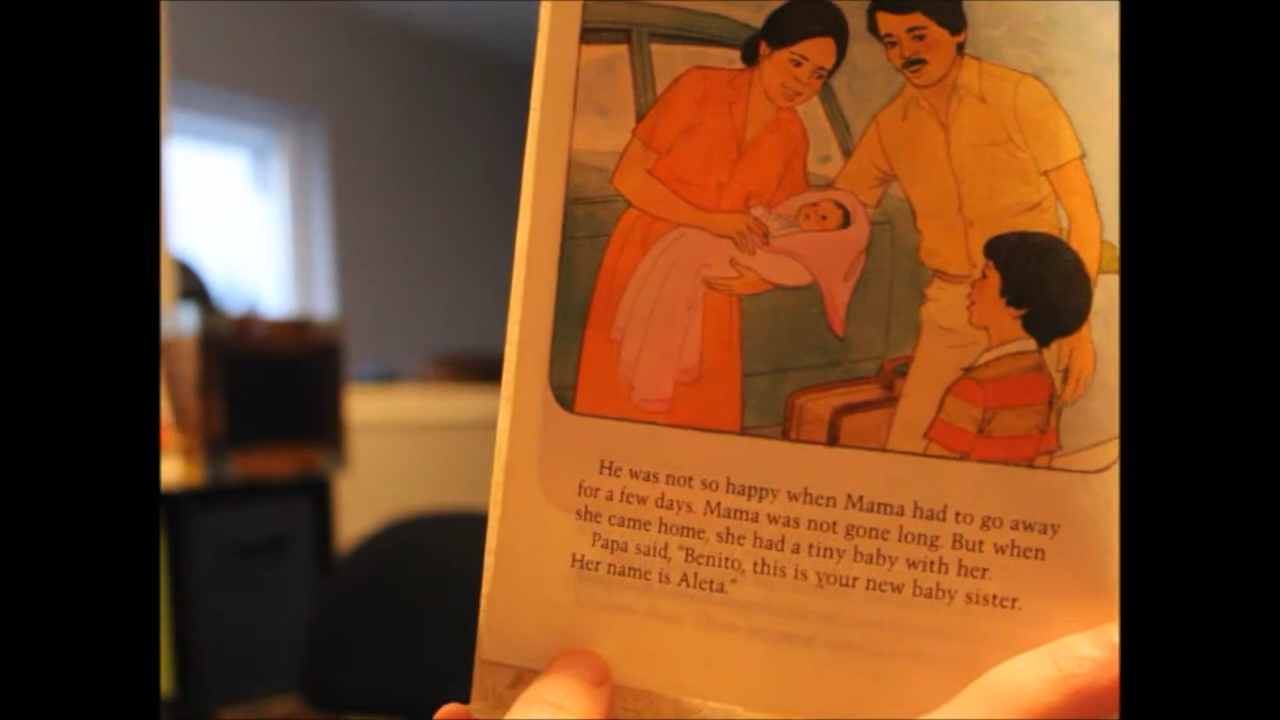 He was not so happy when Mama had to go away
for a few days. Mama was not gone long. But when
she came home, she had a tiny baby with her.
Papa said, "Benito, this is your new baby sister.
Her name is Aleta."